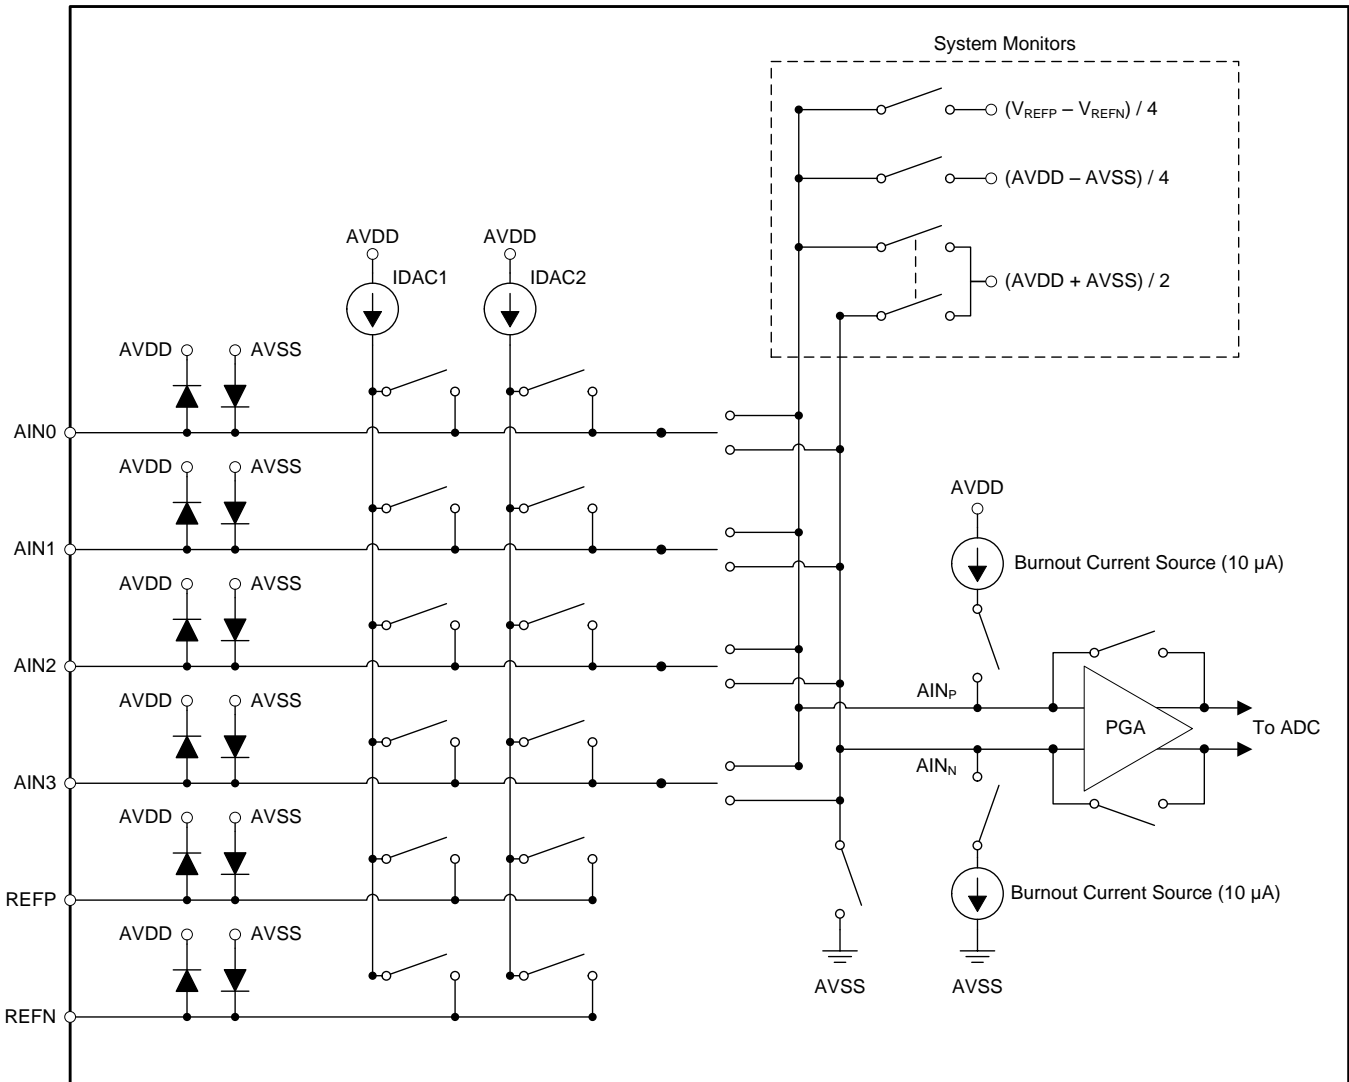 System Monitors
(VREFP – VREFN) / 4
(AVDD – AVSS) / 4
(AVDD + AVSS) / 2
AVDD
AVDD
IDAC1
IDAC2
AVDD
AVSS
AIN0
AVDD
AVSS
AIN1
AVDD
AVSS
AIN2
AVDD
AVSS
AIN3
AVDD
AVSS
REFP
AVDD
AVSS
REFN
AVDD
Burnout Current Source (10 µA)
AINP
PGA
To ADC
AINN
Burnout Current Source (10 µA)
AVSS
AVSS